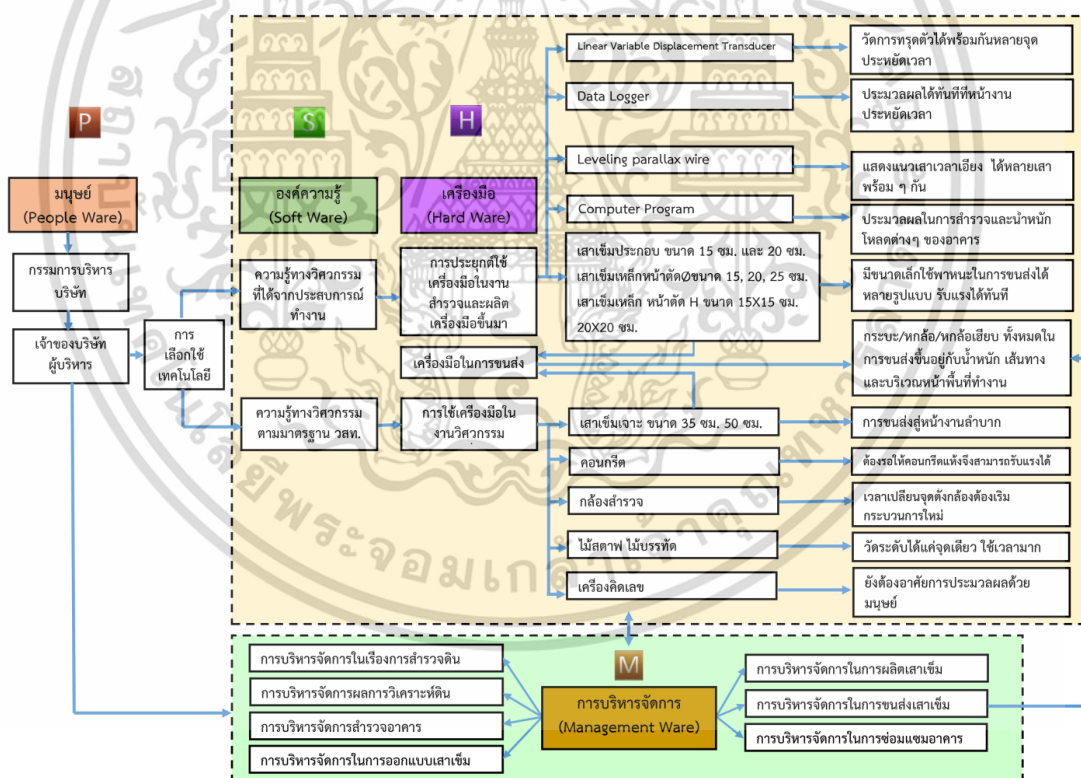 P
มนุษย์
(People Ware)
กรรมการบริหาร
บริษัท
เจ้าของบริษัท
ผู้บริหาร
การ
เลือกใช้
เทคโนโลยี
S
องค์ความรู้
(Soft Ware)
ความรู้ทางวิศวกรรม
ที่ได้จากประสบการณ์
ทำงาน
ความรู้ทางวิศวกรรม
ตามมาตรฐาน วสท.
H
เครื่องมือ
(Hard Ware)
การประยุกต์ใช้
เครื่องมือในงาน
สำรวจและผลิต
เครื่องมือขึ้นมา
เครื่องมือในการขนส่ง
การใช้เครื่องมือใน
งานวิศวกรรม
Linear Variable Displacement Transducer
วัดการทรุดตัวได้พร้อมกันหลายจุด
ประหยัดเวลา
Data Logger
ประมวลผลได้ทันทีที่หน้างาน
ประหยัดเวลา
Leveling parallax wire
แสดงแนวเสาเวลาเอียง ได้หลายเสา
พร้อม ๆ กัน
Computer Program
ประมวลผลในการสำรวจและน้ำหนัก
โหลดต่างๆ ของอาคาร
เสาเข็มประกอบ ขนาด 15 ซม. และ 20 ซม.
เสาเข็มเหล็กหน้าตัดØขนาด 15, 20, 25 ซม.
เสาเข็มเหล็ก หน้าตัด H ขนาด 15X15 ซม.
20X20 ซม.
มีขนาดเล็กใช้พาหนะในการขนส่งได้
หลายรูปแบบ รับแรงได้ทันที
กระบะ/หกล้อ/หกล้อเฮียบ ทั้งหมดใน
การขนส่งขึ้นอยู่กับน้ำหนัก เส้นทาง
และบริเวณหน้าพื้นที่ทำงาน
เสาเข็มเจาะ ขนาด 35 ซม. 50 ซม.
การขนส่งสู่หน้างานลำบาก
คอนกรีต
ต้องรอให้คอนกรีตแห้งจึงสามารถรับแรงได้
กล้องสำรวจ
เวลาเปลี่ยนจุดตั้งกล้องต้องเริ่ม
กระบวนการใหม่
ไม้สตาฟ ไม้บรรทัด
วัดระดับได้แค่จุดเดียว ใช้เวลามาก
เครื่องคิดเลข
ยังต้องอาศัยการประมวลผลด้วย
มนุษย์
M
การบริหารจัดการ
(Management Ware)
การบริหารจัดการในเรื่องการสำรวจดิน
การบริหารจัดการผลการวิเคราะห์ดิน
การบริหารจัดการสำรวจอาคาร
การบริหารจัดการในการออกแบบเสาเข็ม
การบริหารจัดการในการผลิตเสาเข็ม
การบริหารจัดการในการขนส่งเสาเข็ม
การบริหารจัดการในการซ่อมแซมอาคาร